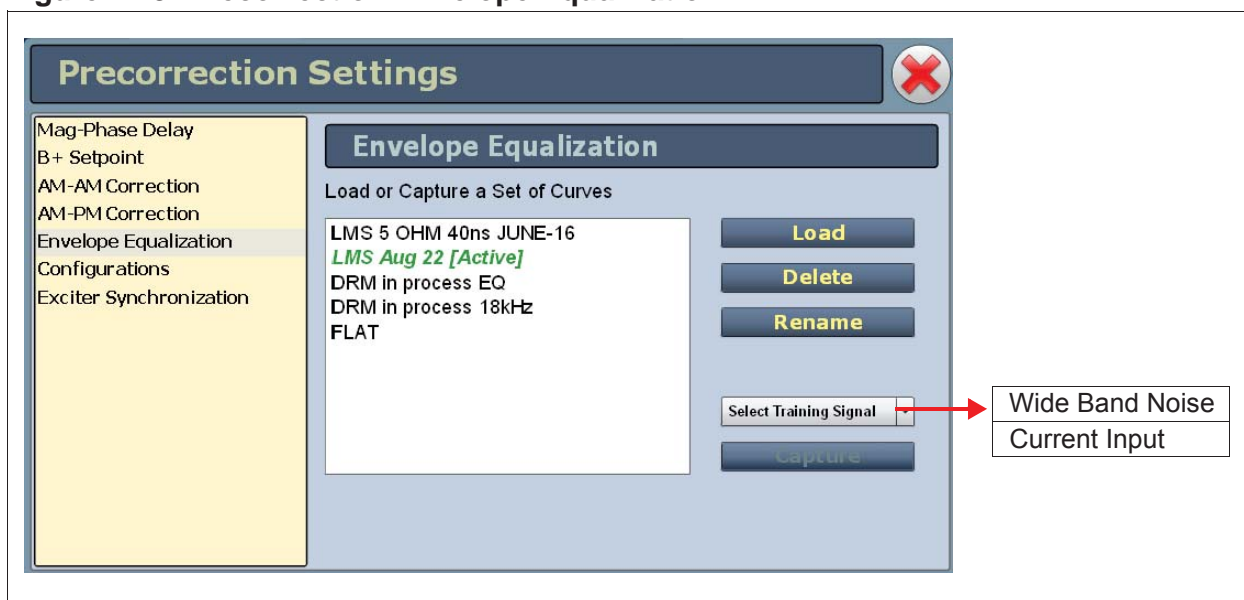 Precorrection Settings
Mag-Phase Delay
B+ Setpoint
AM-AM Correction
AM-PM Correction
Envelope Equalization
Configurations
Exciter Synchronization
Envelope Equalization
Load or Capture a Set of Curves
LMS 5 OHM 40ns JUNE-16
LMS Aug 22 [Active]
DRM in process EQ
DRM in process 18kHz
FLAT
Load
Delete
Rename
Select Training Signal
Capture
Wide Band Noise
Current Input